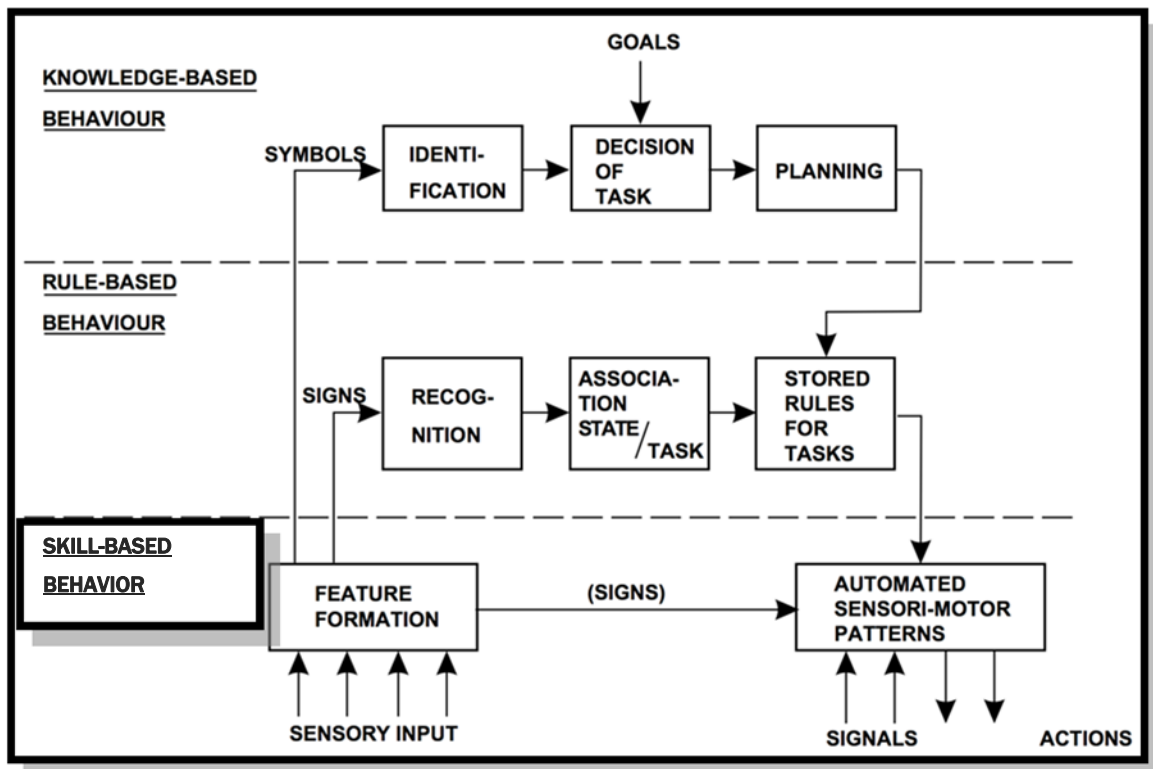 GOALS
KNOWLEDGE-BASED
BEHAVIOUR
SYMBOLS
IDENTI-
FICATION
DECISION
OF
TASK
PLANNING
RULE-BASED
BEHAVIOUR
SIGNS
RECOG-
NITION
ASSOCIA-
TION
STATE/
TASK
STORED
RULES
FOR
TASKS
SKILL-BASED
BEHAVIOR
FEATURE
FORMATION
(SIGNS)
AUTOMATED
SENSORI-MOTOR
PATTERNS
SENSORY INPUT
SIGNALS
ACTIONS